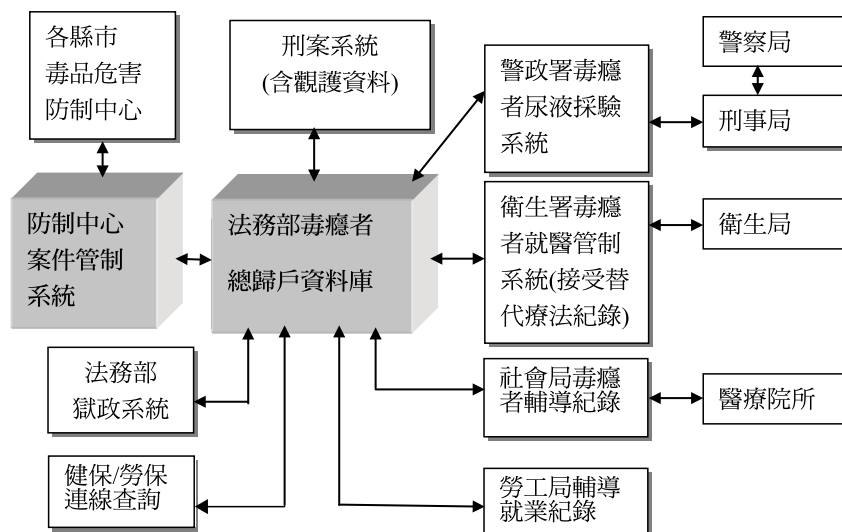 各縣市
毒品危害
防制中心
刑案系統
(含觀護資料)
警政署毒癮
者尿液採驗
系統
警察局
刑事局
防制中心
案件管制
系統
法務部毒癮者
總歸戶資料庫
衛生署毒癮
者就醫管制
系統(接受替
代療法紀錄)
衛生局
法務部
獄政系統
社會局毒癮
者輔導紀錄
醫療院所
健保/勞保
連線查詢
勞工局輔導
就業紀錄